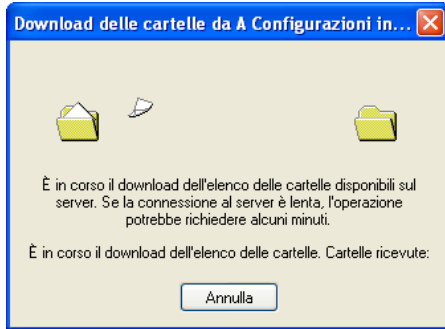 Download delle cartelle da A Configurazioni in...
È in corso il download dell'elenco delle cartelle disponibili sul
server. Se la connessione al server è lenta, l'operazione
potrebbe richiedere alcuni minuti.
È in corso il download dell'elenco delle cartelle. Cartelle ricevute:
Annulla